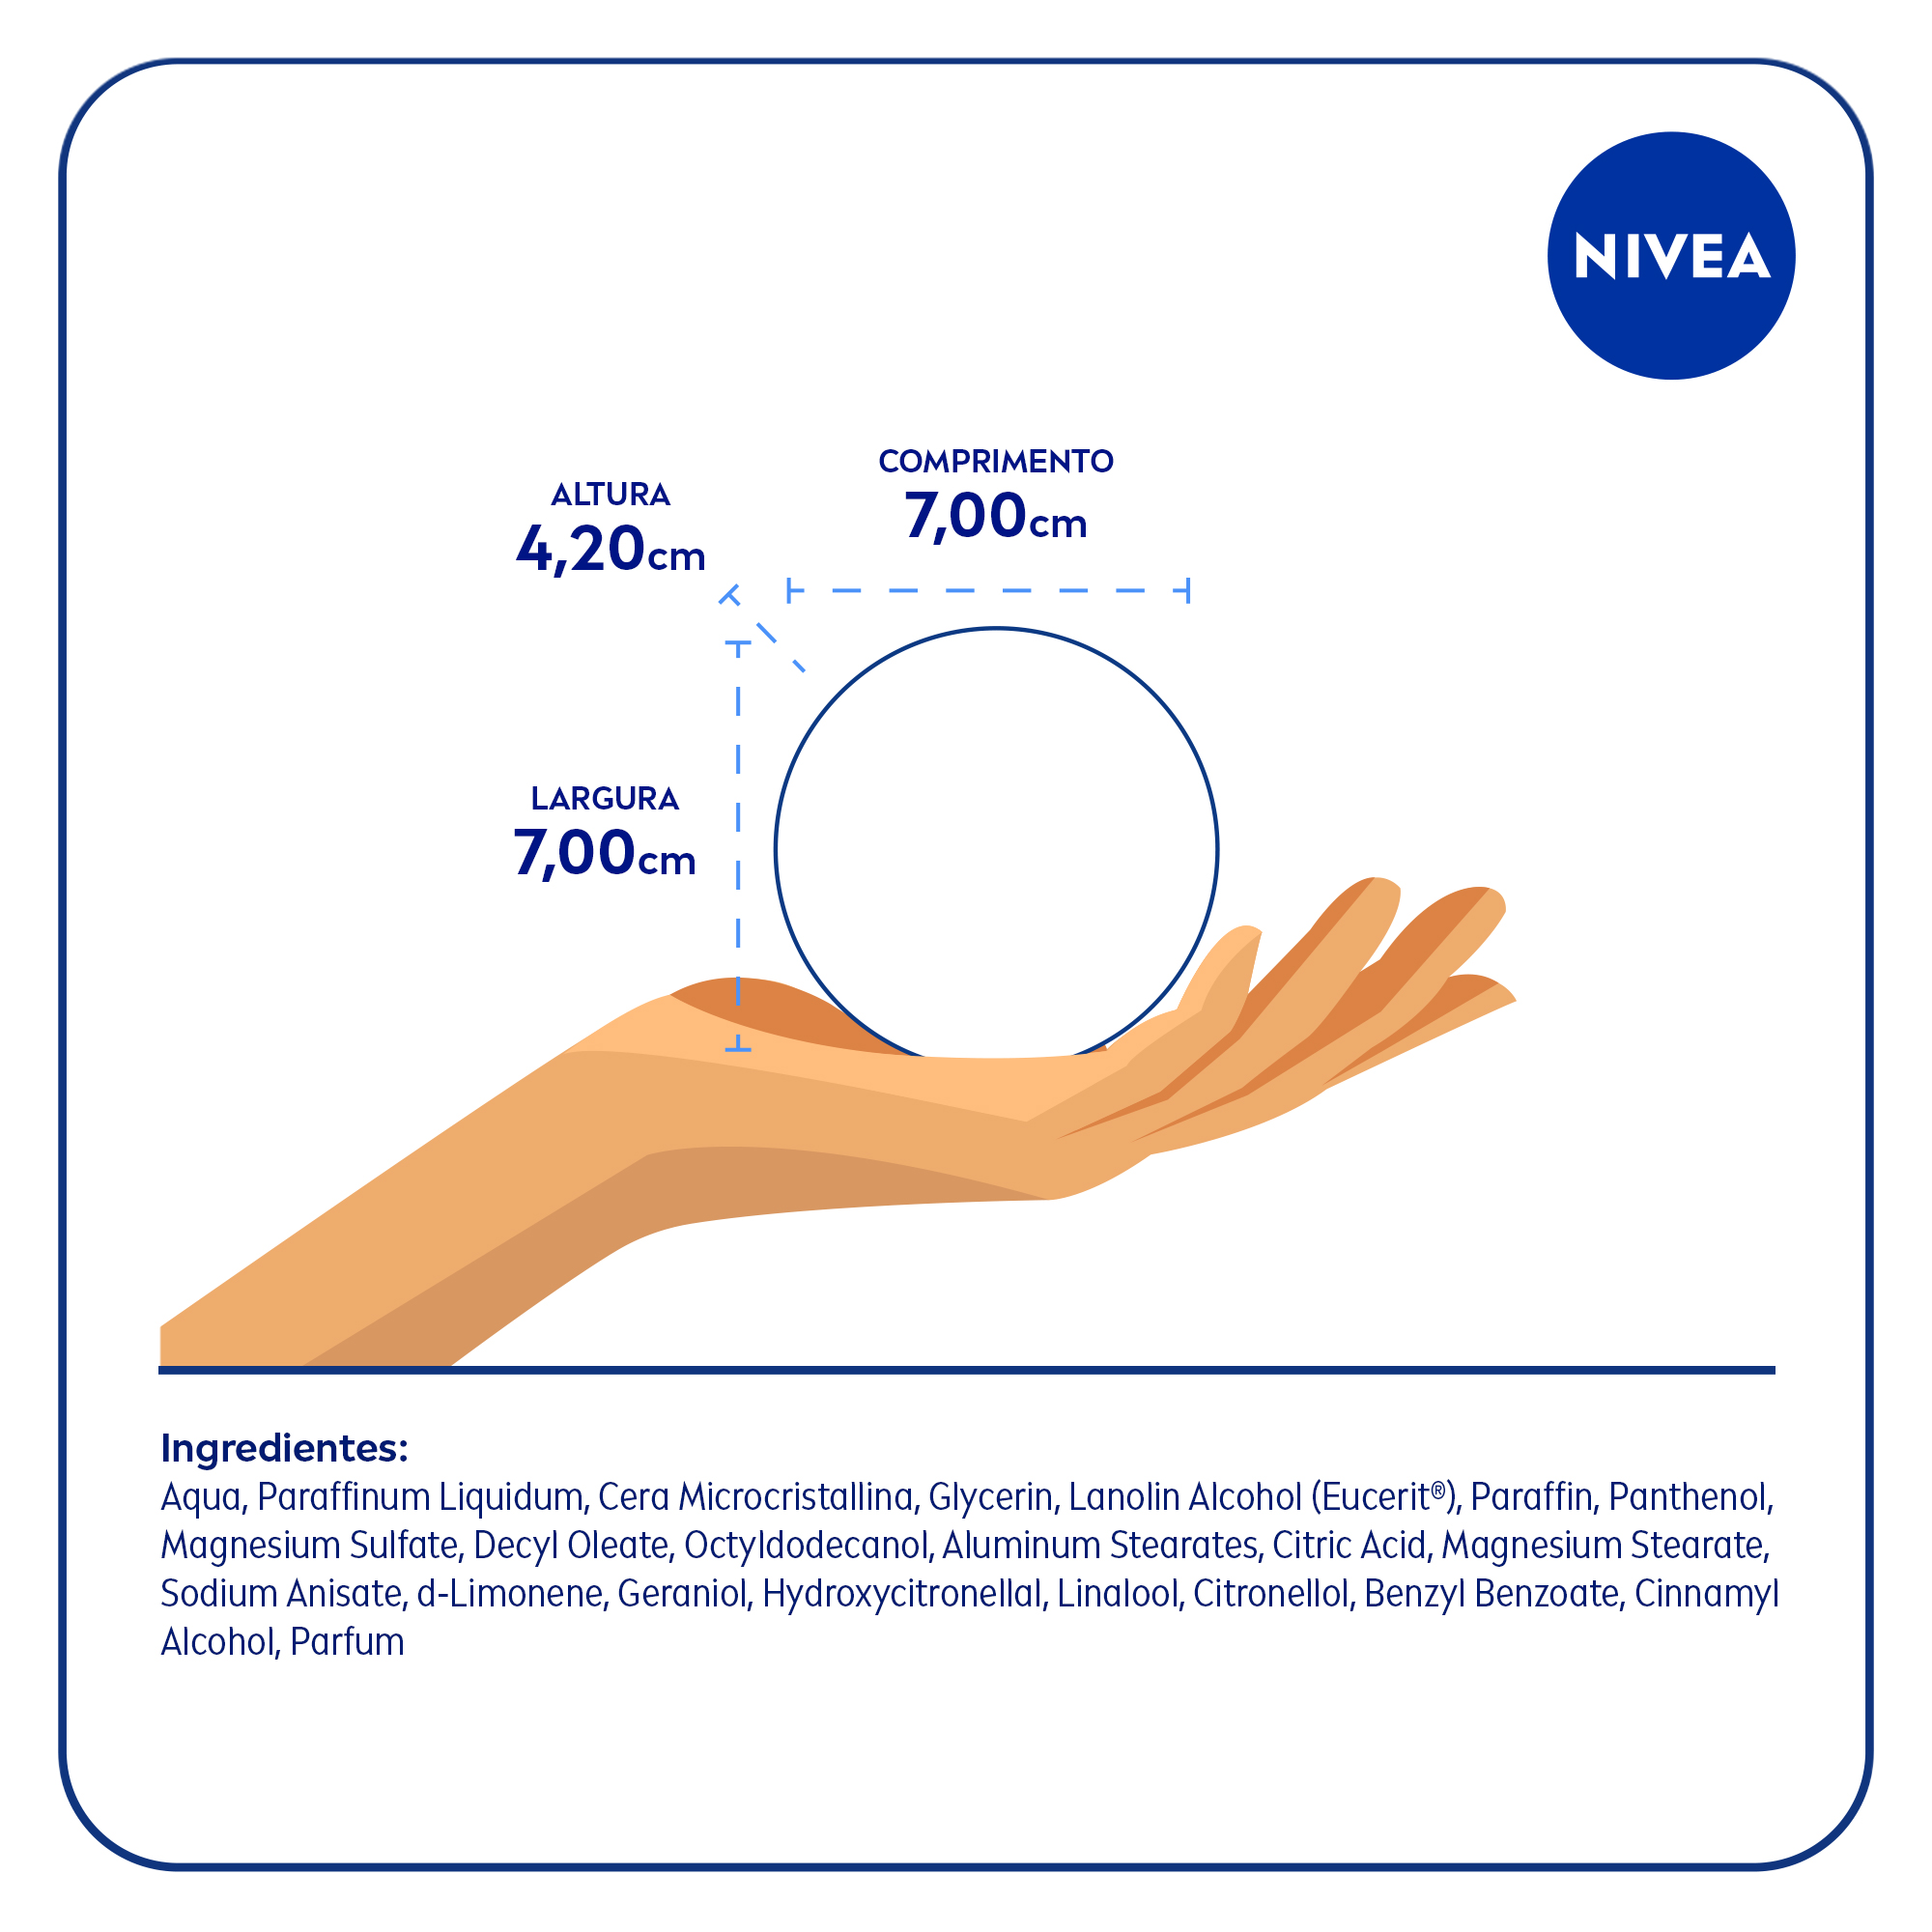 NIVEA
COMPRIMENTO
7,00cm
ALTURA
4,20cm
LARGURA
7,00cm
Ingredientes:
Aqua, Paraffinum Liquidum, Cera Microcristallina, Glycerin, Lanolin Alcohol (Eucerit®), Paraffin, Panthenol,
Magnesium Sulfate, Decyl Oleate, Octyldodecanol, Aluminum Stearates, Citric Acid, Magnesium Stearate,
Sodium Anisate, d-Limonene, Geraniol, Hydroxycitronellal, Linalool, Citronellol, Benzyl Benzoate, Cinnamyl
Alcohol, Parfum